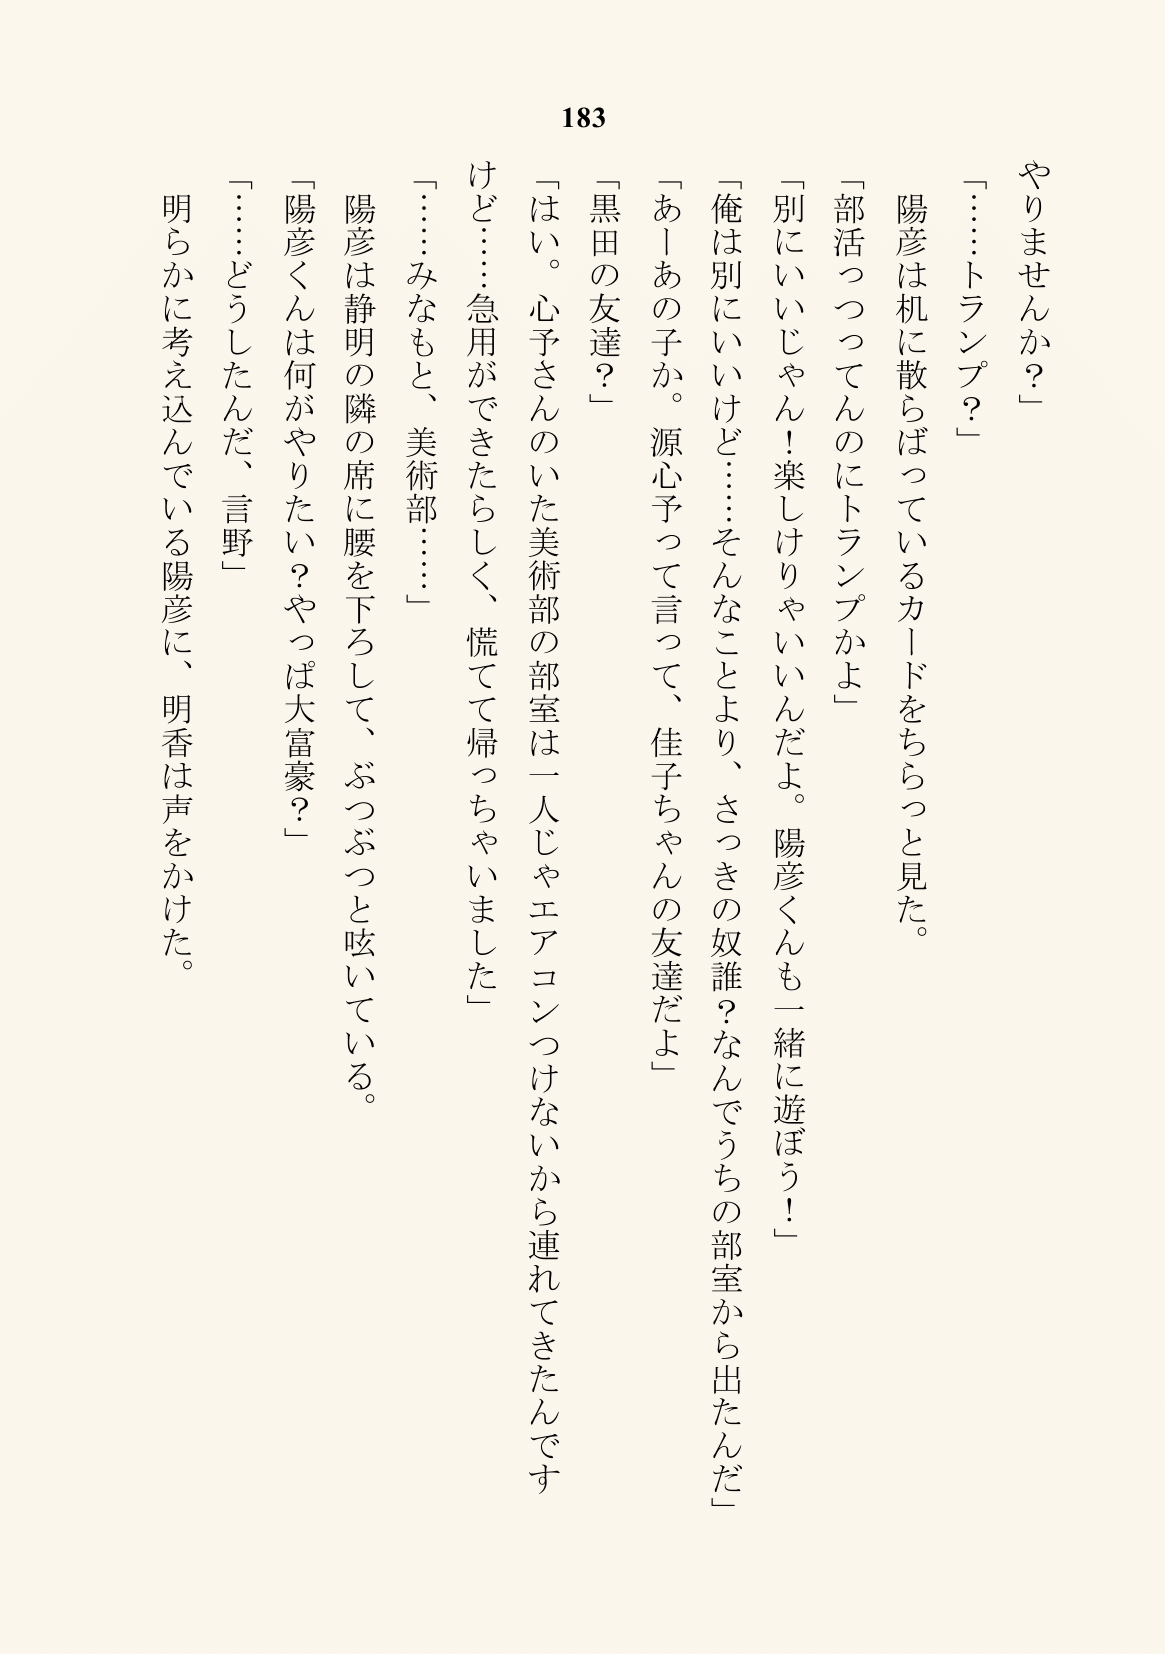 183
やりませんか？」
「……トランプ？」
　陽彦は机に散らばっているカードをちらっと見た。
「部活っつってんのにトランプかよ」
「別にいいじゃん！楽しけりゃいいんだよ。陽彦くんも一緒に遊ぼう！」
「俺は別にいいけど……そんなことより、さっきの奴誰？なんでうちの部室から出たんだ」
「あーあの子か。源心予って言って、佳子ちゃんの友達だよ」
「黒田の友達？」
「はい。心予さんのいた美術部の部室は一人じゃエアコンつけないから連れてきたんです
けど……急用ができたらしく、慌てて帰っちゃいました」
「……みなもと、美術部……」
　陽彦は静明の隣の席に腰を下ろして、ぶつぶつと呟いている。
「陽彦くんは何がやりたい？やっぱ大富豪？」
「……どうしたんだ、言野」
　明らかに考え込んでいる陽彦に、明香は声をかけた。